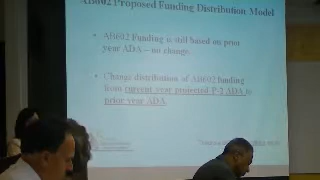 AB602 Proposed Funding Distribution Model
• AB602 Funding is still based on prior
year ADA – no change.
• Change distribution of AB602 funding
from current year projected P-2 ADA to
prior year ADA.